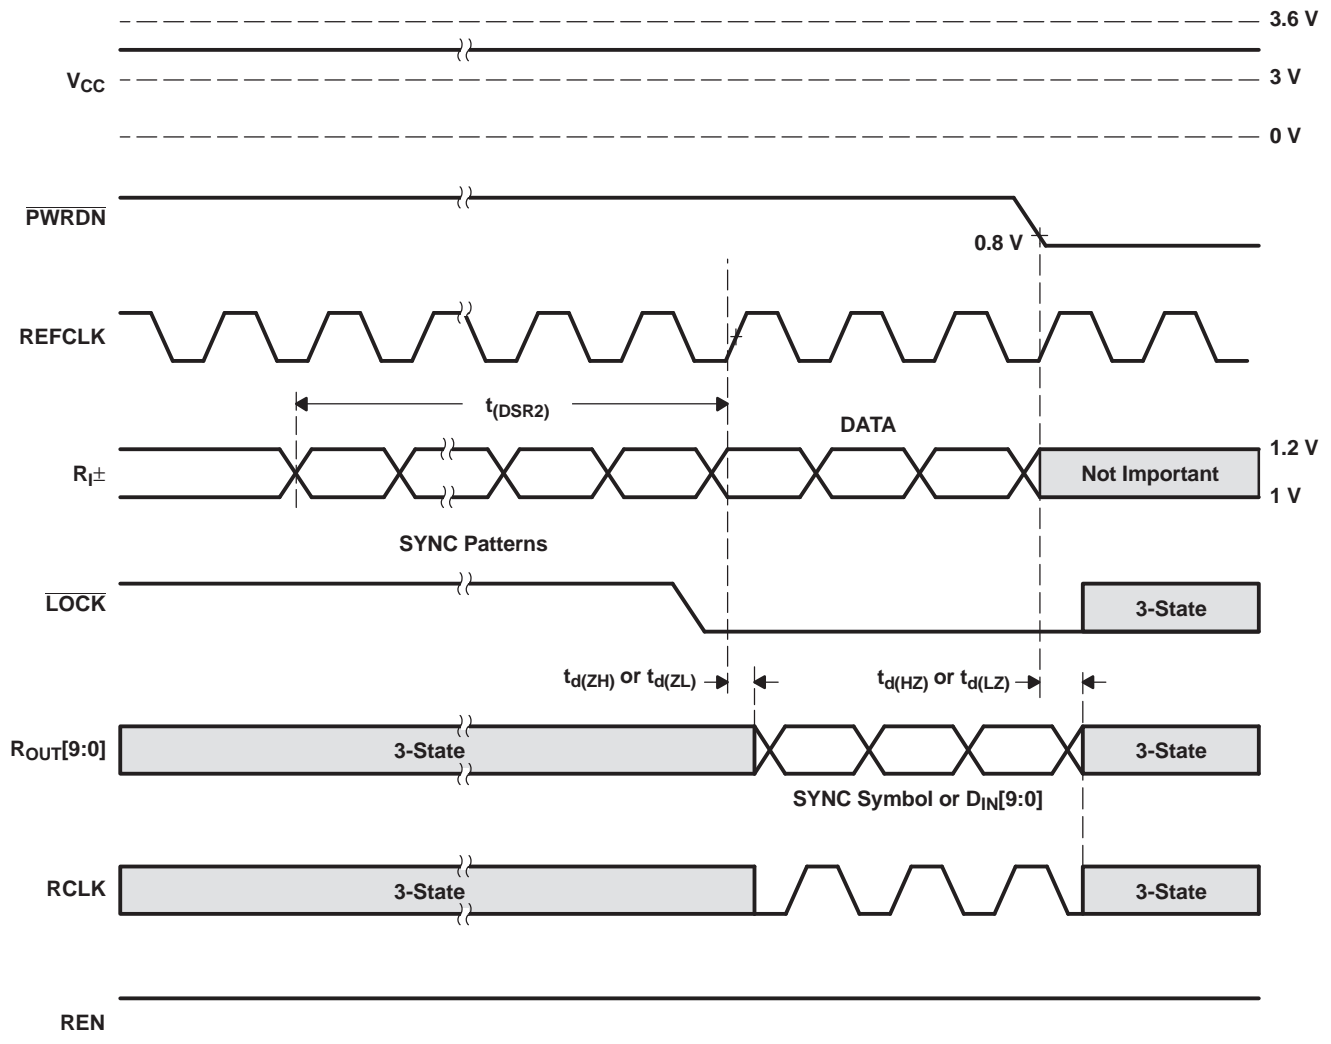 3.6 V
VCC
3 V
0 V
PWRDN
0.8 V
REFCLK
t(DSR2)
DATA
RI±
1.2 V
Not Important
1 V
SYNC Patterns
LOCK
3-State
td(ZH) or td(ZL)
td(HZ) or td(LZ)
ROUT[9:0]
3-State
3-State
SYNC Symbol or DIN[9:0]
RCLK
3-State
3-State
REN